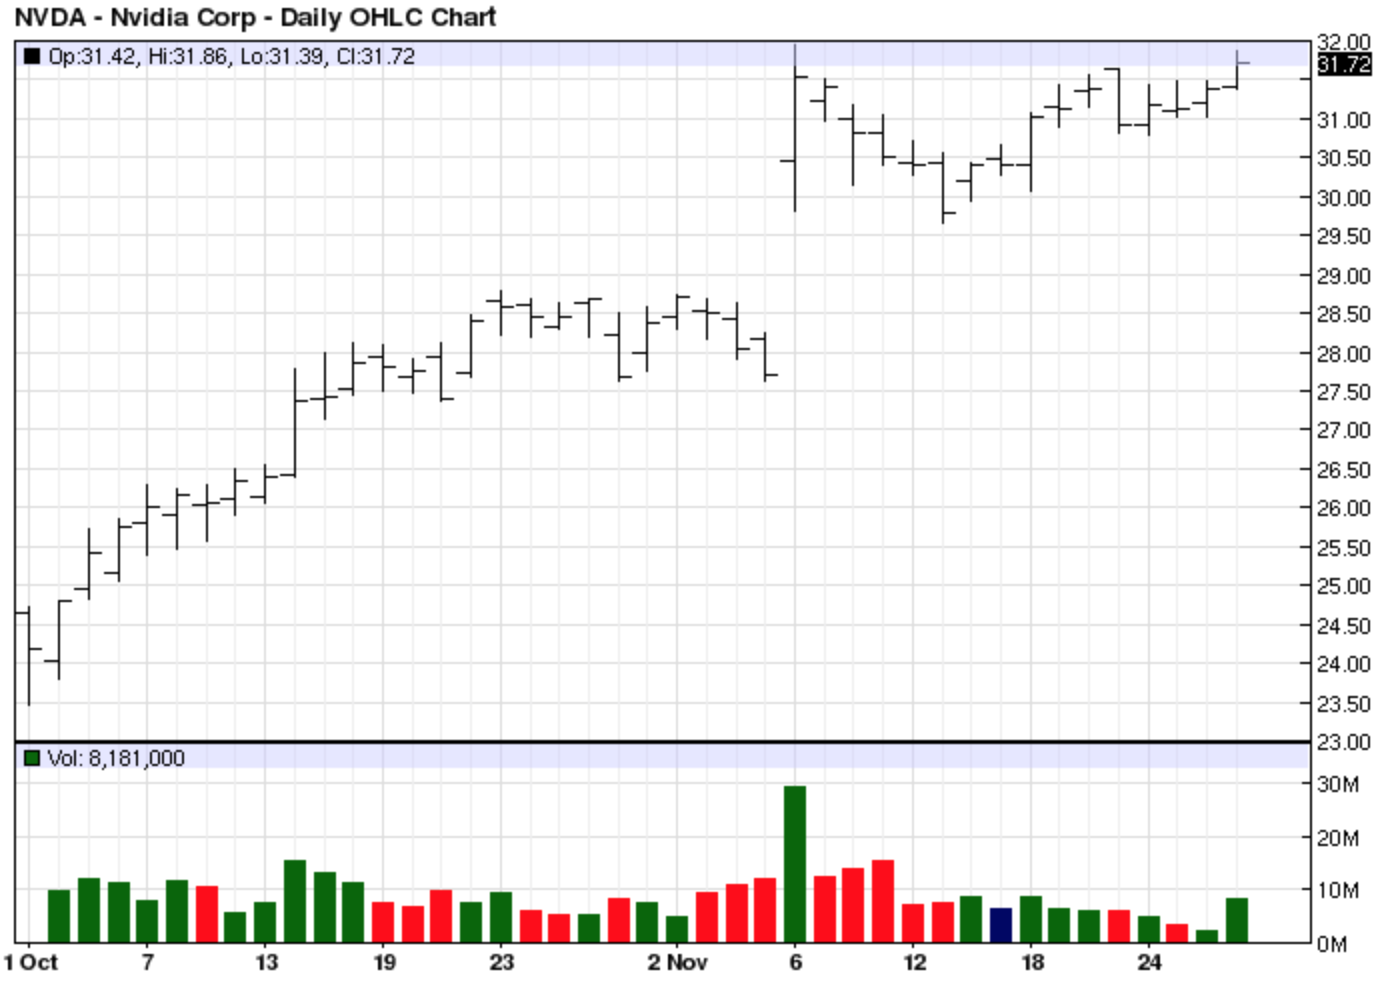 NVDA - Nvidia Corp - Daily OHLC Chart
Op:31.42, Hi:31.86, Lo:31.39, Cl:31.72
32.00
31.72
31.00
30.50
30.00
29.50
29.00
28.50
28.00
27.50
27.00
26.50
26.00
25.50
25.00
24.50
24.00
23.50
23.00
Vol: 8,181,000
30M
20M
10M
0M
1 Oct 7 13 19 23 2 Nov 6 12 18 24